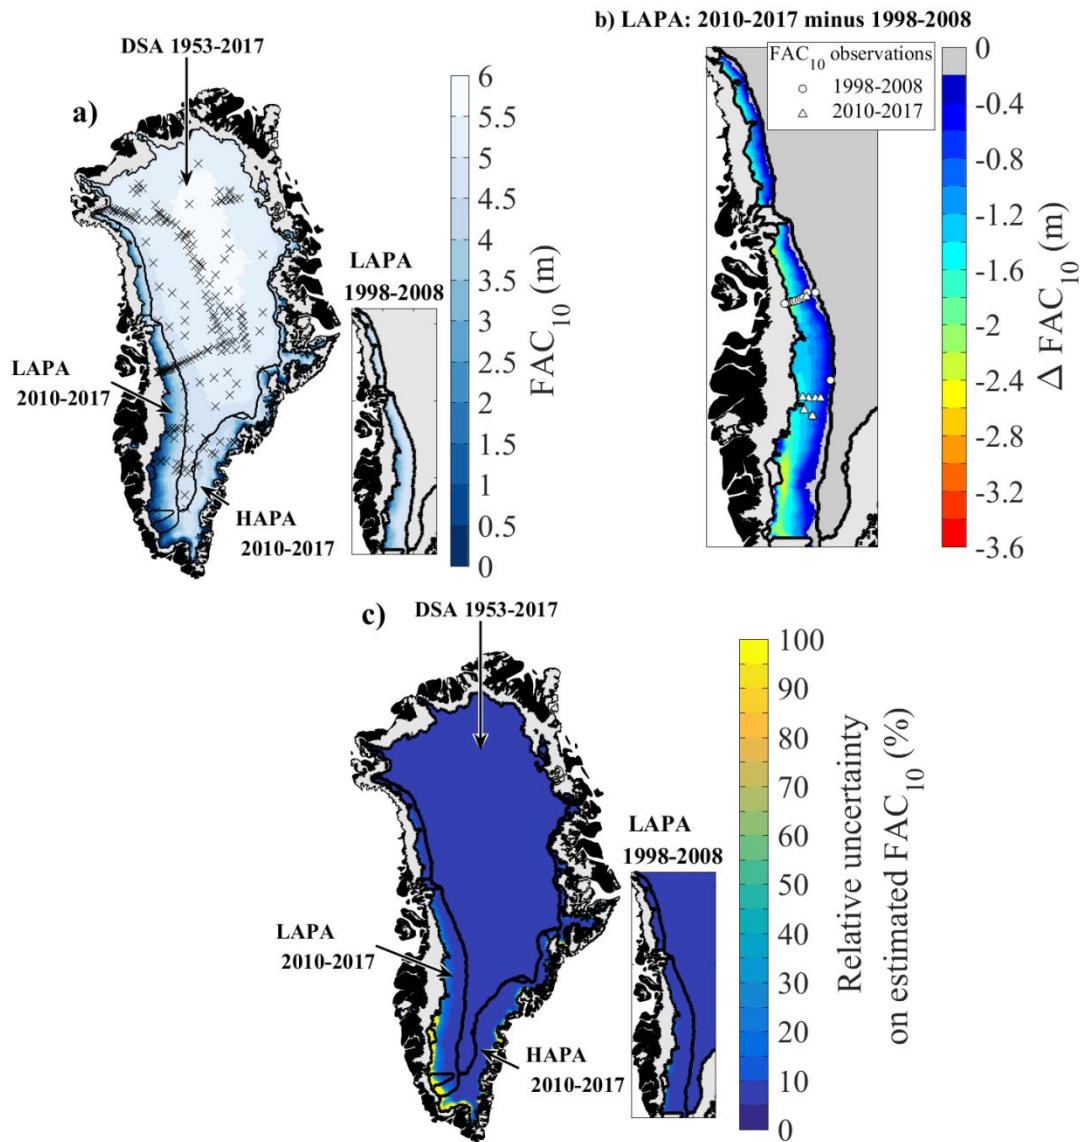 DSA 1953-2017
a)
6
5.5
5
4.5
4
3.5
3
2.5
2
1.5
1
0.5
0
FAC10 (m)
LAPA
1998-2008
LAPA
2010-2017
HAPA
2010-2017
b) LAPA: 2010-2017 minus 1998-2008
FAC10 observations
1998-2008
2010-2017
0
-0.4
-0.8
-1.2
-1.6
-2
-2.4
-2.8
-3.2
-3.6
Δ FAC10 (m)
c)
DSA 1953-2017
LAPA
1998-2008
LAPA
2010-2017
HAPA
2010-2017
100
90
80
70
60
50
40
30
20
10
0
Relative uncertainty
on estimated FAC10 (%)